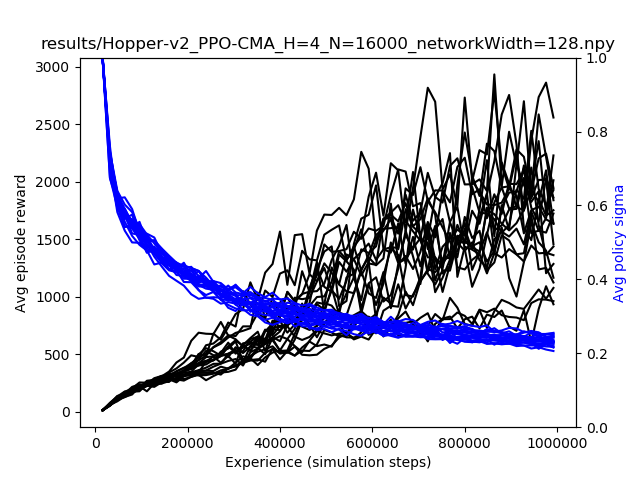 results/Hopper-v2_PPO-CMA_H=4_N=16000_networkWidth=128.npy
3000
2500
2000
1500
1000
500
0
Avg episode reward
1.0
0.8
0.6
0.4
0.2
0.0
Avg policy sigma
0 200000 400000 600000 800000 1000000
Experience (simulation steps)